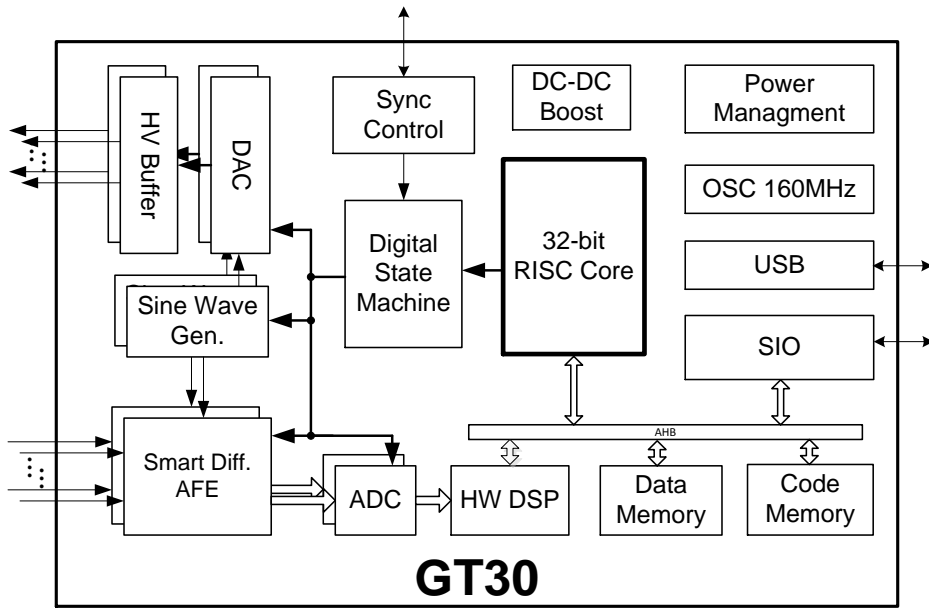 HV Buffer
DAC
Sync
Control
DC-DC
Boost
Power
Managment
OSC 160MHz
Digital
State
Machine
32-bit
RISC Core
USB
Sine Wave
Gen.
SIO
AHB
Smart Diff.
AFE
ADC
HW DSP
Data
Memory
Code
Memory
GT30